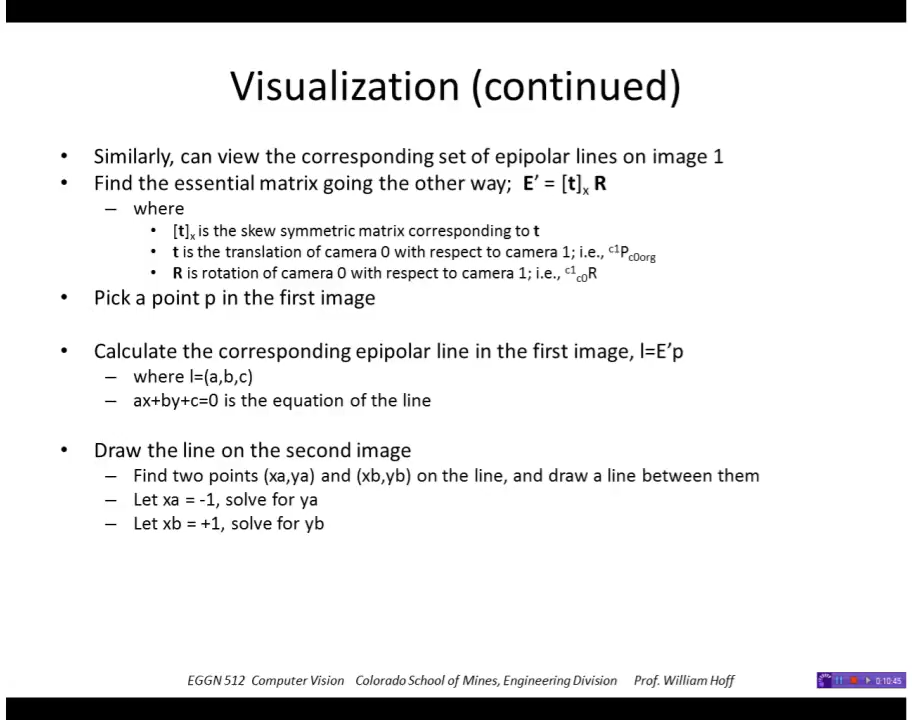 Visualization (continued)
• Similarly, can view the corresponding set of epipolar lines on image 1
• Find the essential matrix going the other way; E′ = [t]x R
– where
• [t]x is the skew symmetric matrix corresponding to t
• t is the translation of camera 0 with respect to camera 1; i.e., c1Pc0org
• R is rotation of camera 0 with respect to camera 1; i.e., c1c0R
• Pick a point p in the first image
• Calculate the corresponding epipolar line in the first image, l=E′p
– where l=(a,b,c)
– ax+by+c=0 is the equation of the line
• Draw the line on the second image
– Find two points (xa,ya) and (xb,yb) on the line, and draw a line between them
– Let xa = -1, solve for ya
– Let xb = +1, solve for yb
EGGN 512 Computer Vision Colorado School of Mines, Engineering Division Prof. William Hoff
0:10:45